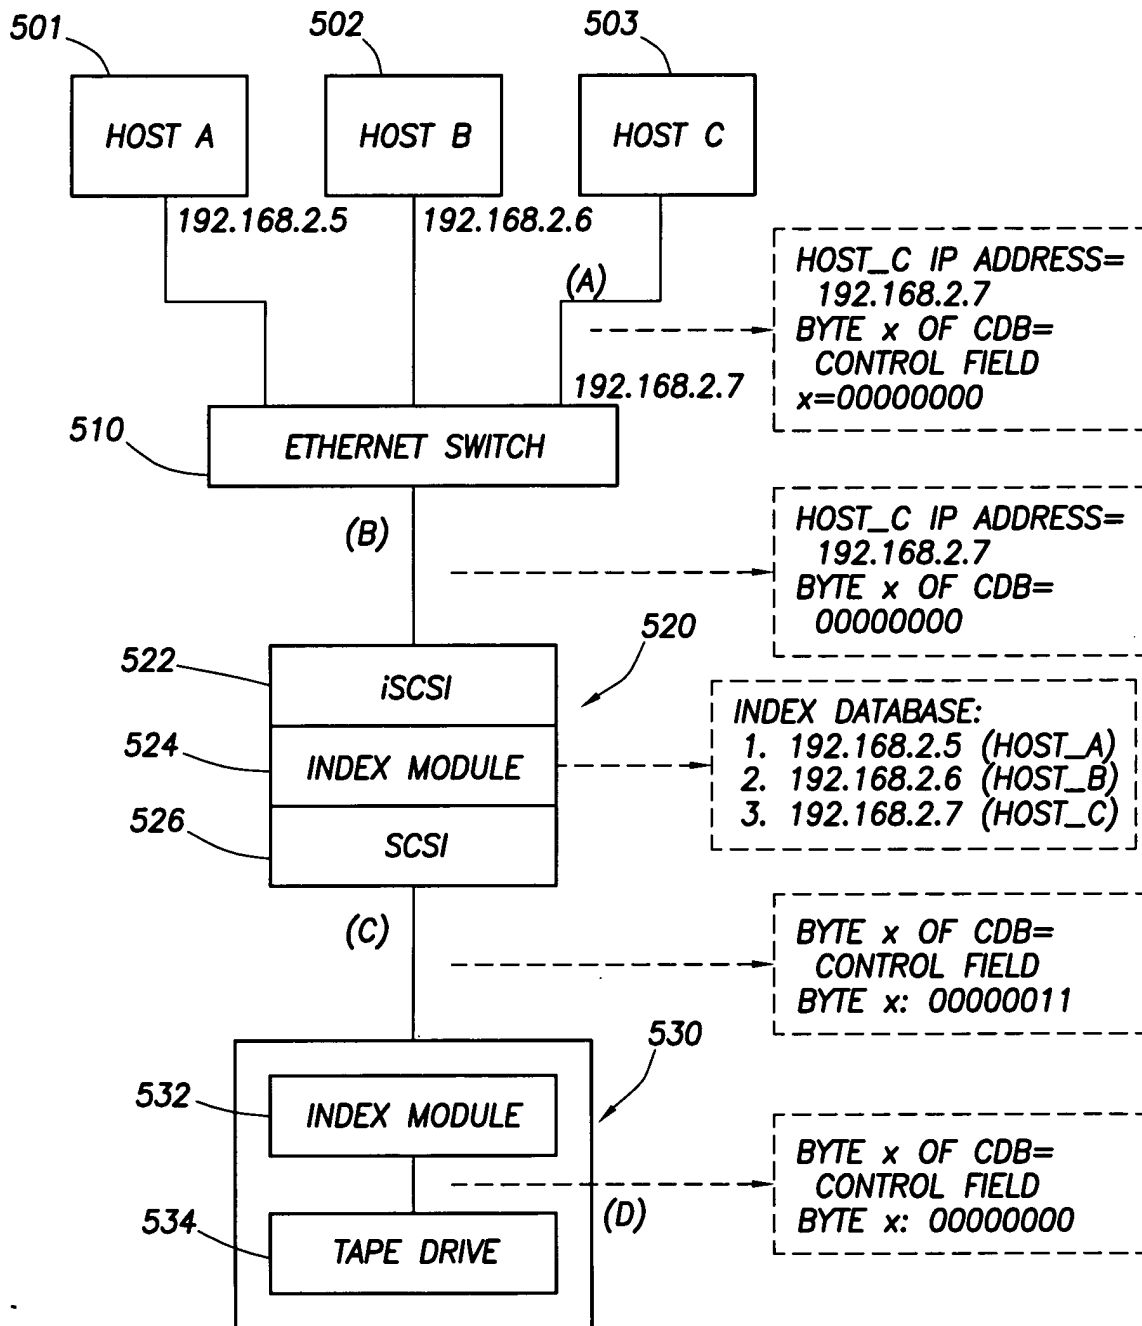 501
502
503
HOST A
HOST B
HOST C
192.168.2.5
192.168.2.6
(A)
HOST_C IP ADDRESS=
192.168.2.7
BYTE x OF CDB=
CONTROL FIELD
x=00000000
192.168.2.7
510
ETHERNET SWITCH
(B)
HOST_C IP ADDRESS=
192.168.2.7
BYTE x OF CDB=
00000000
520
522
iSCSI
524
INDEX MODULE
526
SCSI
INDEX DATABASE:
1. 192.168.2.5 (HOST_A)
2. 192.168.2.6 (HOST_B)
3. 192.168.2.7 (HOST_C)
(C)
BYTE x OF CDB=
CONTROL FIELD
BYTE x: 00000011
530
532
INDEX MODULE
(D)
BYTE x OF CDB=
CONTROL FIELD
BYTE x: 00000000
534
TAPE DRIVE